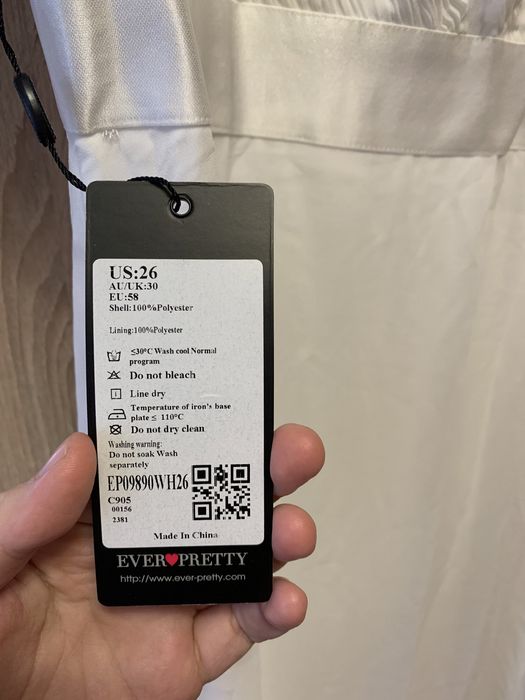 US:26
AU/UK:30
EU:58
Shell:100%Polyester
Lining:100%Polyester
≤30°C Wash cool Normal
program
Do not bleach
Line dry
Temperature of iron's base
plate ≤ 110°C
Do not dry clean
Washing warning:
Do not soak Wash
separately
EP09890WH26
C905
00156
2381
Made In China
EVER❤PRETTY
http://www.ever-pretty.com